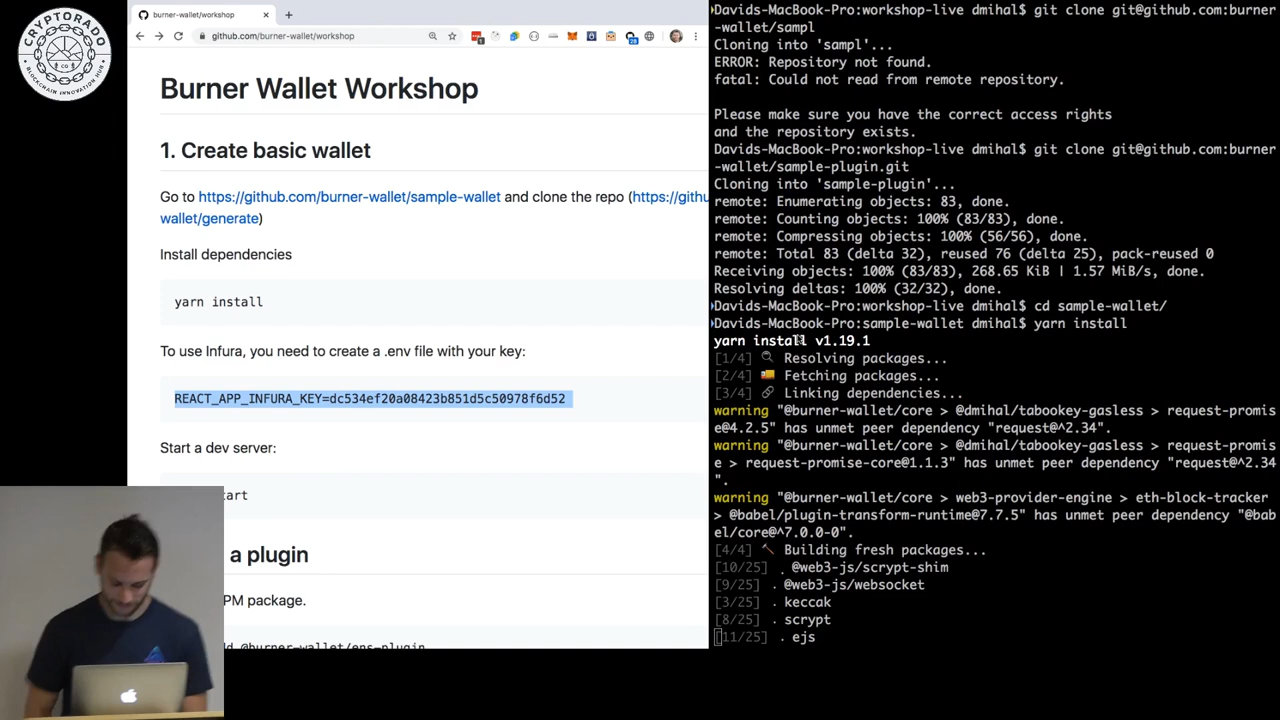 CRYPTORADO
BLOCKCHAIN INNOVATION HUB
burner-wallet/workshop
github.com/burner-wallet/workshop
Burner Wallet Workshop
1. Create basic wallet
Go to https://github.com/burner-wallet/sample-wallet and clone the repo (https://githu
wallet/generate)
Install dependencies
yarn install
To use Infura, you need to create a .env file with your key:
REACT_APP_INFURA_KEY=dc534ef20a08423b851d5c50978f6d52
Start a dev server:
art
a plugin
PM package.
d @burner-wallet/ens-plugin
Davids-MacBook-Pro:workshop-live dmihal$ git clone git@github.com:burner
-wallet/sampl
Cloning into 'sampl'...
ERROR: Repository not found.
fatal: Could not read from remote repository.
Please make sure you have the correct access rights
and the repository exists.
Davids-MacBook-Pro:workshop-live dmihal$ git clone git@github.com:burner
-wallet/sample-plugin.git
Cloning into 'sample-plugin'...
remote: Enumerating objects: 83, done.
remote: Counting objects: 100% (83/83), done.
remote: Compressing objects: 100% (56/56), done.
remote: Total 83 (delta 32), reused 76 (delta 25), pack-reused 0
Receiving objects: 100% (83/83), 268.65 KiB | 1.57 MiB/s, done.
Resolving deltas: 100% (32/32), done.
Davids-MacBook-Pro:workshop-live dmihal$ cd sample-wallet/
Davids-MacBook-Pro:sample-wallet dmihal$ yarn install
yarn install v1.19.1
[1/4] Resolving packages...
[2/4] Fetching packages...
[3/4] Linking dependencies...
warning "@burner-wallet/core > @dmihal/tabookey-gasless > request-promis
e@4.2.5" has unmet peer dependency "request@^2.34".
warning "@burner-wallet/core > @dmihal/tabookey-gasless > request-promis
e > request-promise-core@1.1.3" has unmet peer dependency "request@^2.34
".
warning "@burner-wallet/core > web3-provider-engine > eth-block-tracker
> @babel/plugin-transform-runtime@7.7.5" has unmet peer dependency "@bab
el/core@^7.0.0-0".
[4/4] Building fresh packages...
[10/25] . @web3-js/scrypt-shim
[9/25] . @web3-js/websocket
[3/25] . keccak
[8/25] . scrypt
[11/25] . ejs